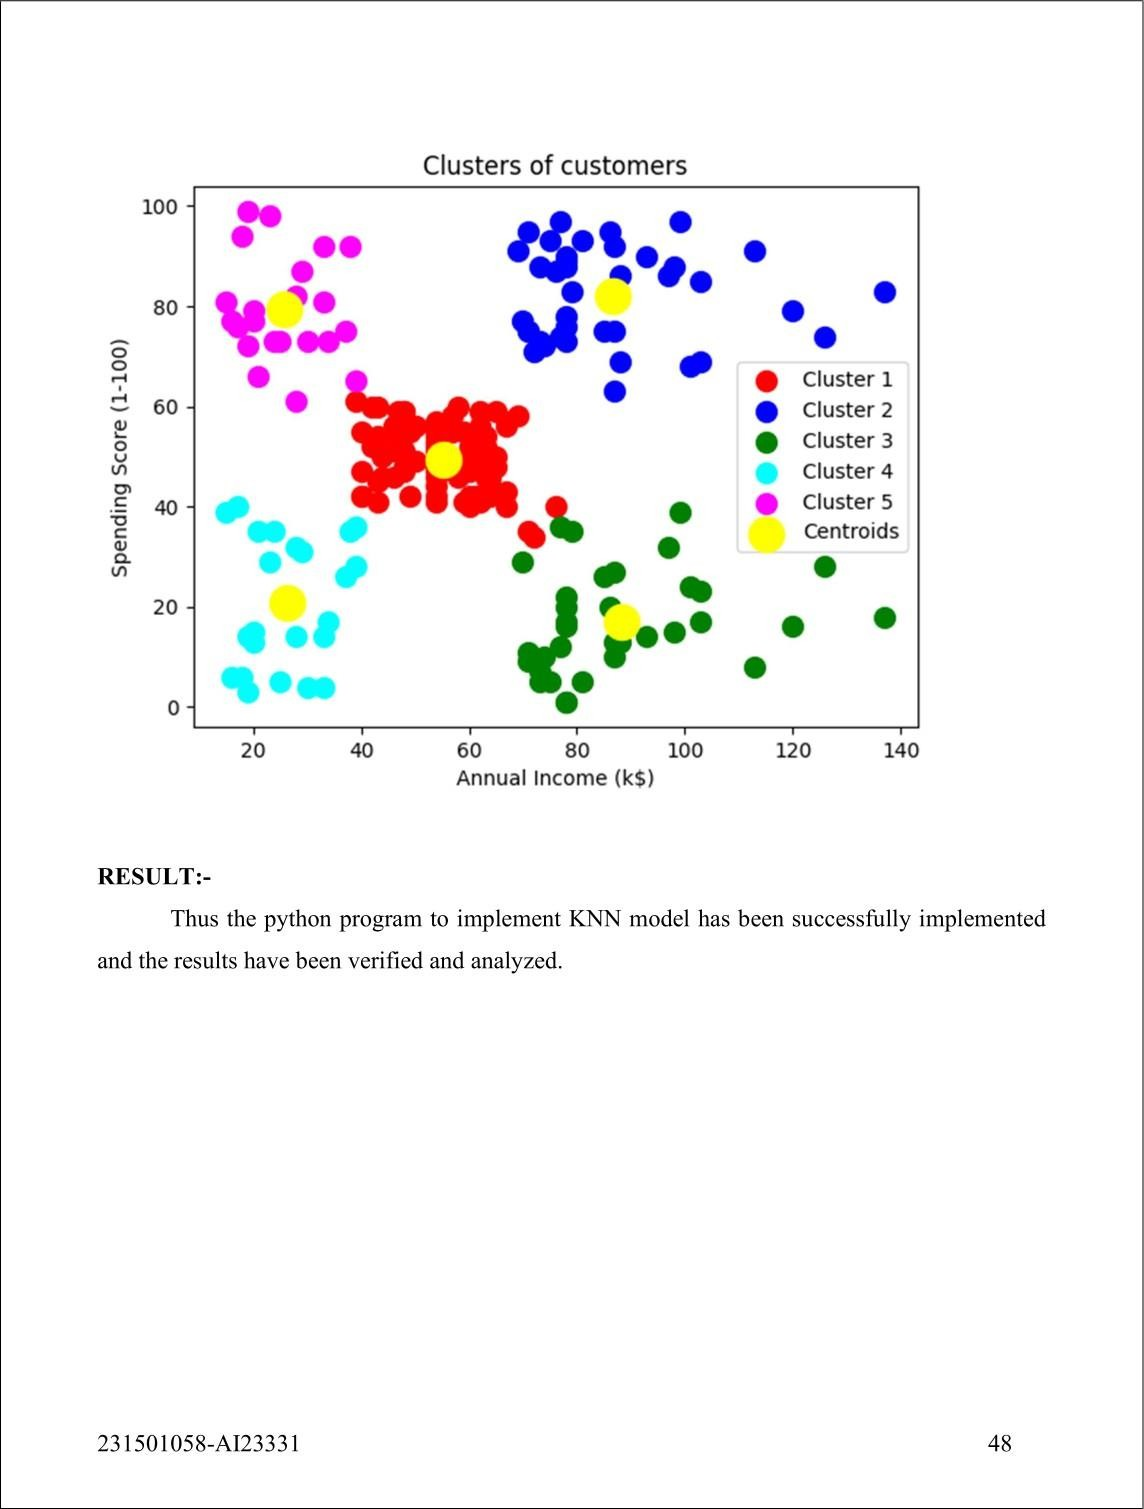 Clusters of customers
100
80
60
40
20
0
Spending Score (1-100)
Cluster 1
Cluster 2
Cluster 3
Cluster 4
Cluster 5
Centroids
20 40 60 80 100 120 140
Annual Income (k$)
RESULT:-
Thus the python program to implement KNN model has been successfully implemented
and the results have been verified and analyzed.
231501058-AI23331 48